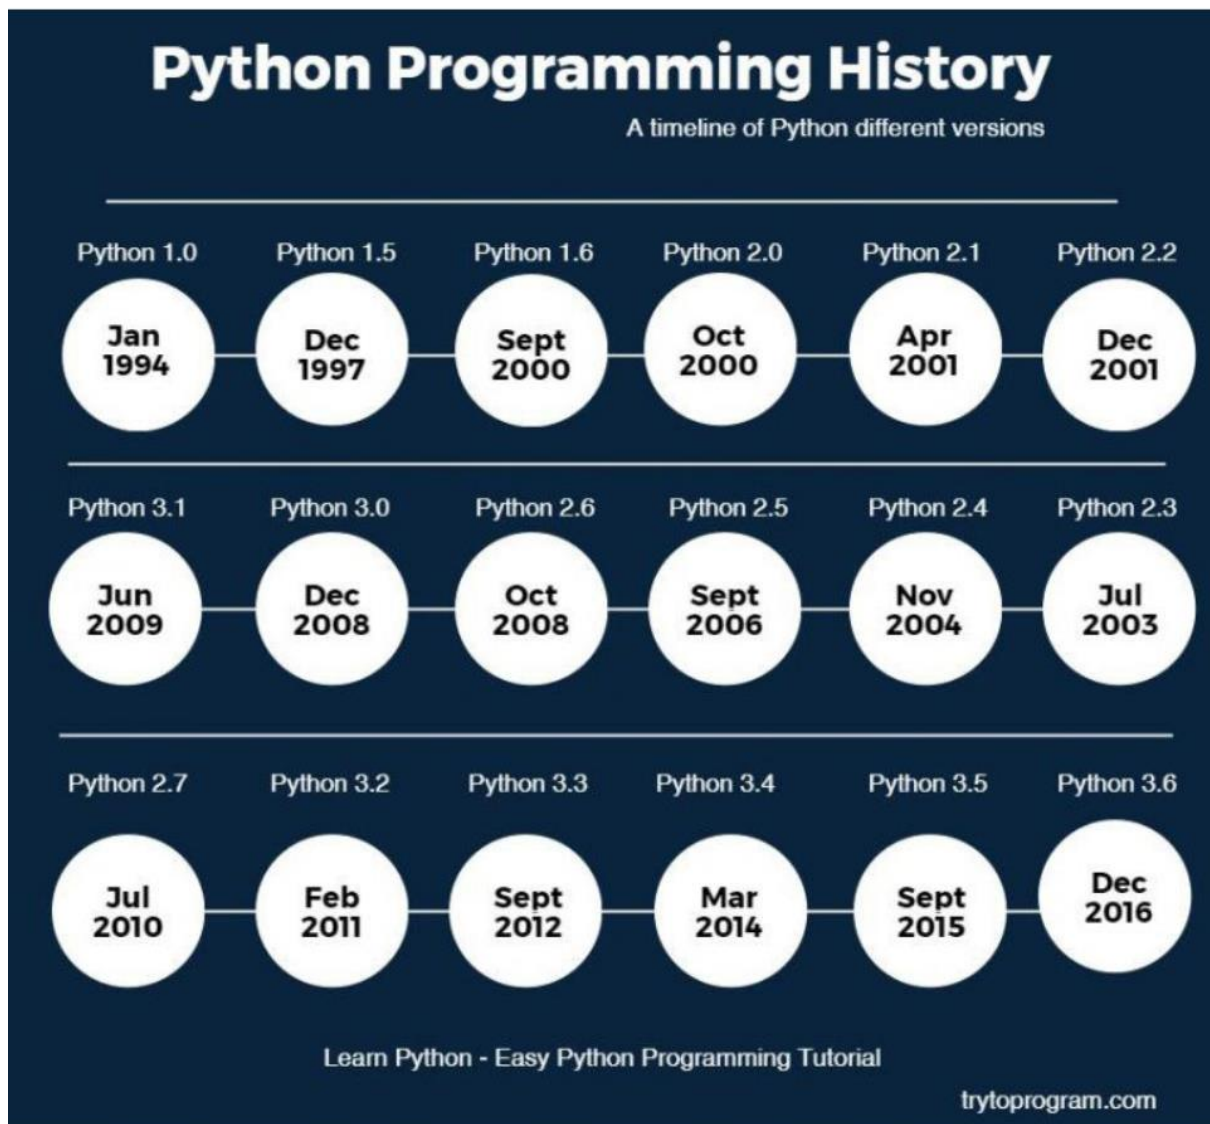 Python Programming History
A timeline of Python different versions
Python 1.0 Python 1.5 Python 1.6 Python 2.0 Python 2.1 Python 2.2
Jan Dec Sept Oct Apr Dec
1994 1997 2000 2000 2001 2001
Python 3.1 Python 3.0 Python 2.6 Python 2.5 Python 2.4 Python 2.3
Jun Dec Oct Sept Nov Jul
2009 2008 2008 2006 2004 2003
Python 2.7 Python 3.2 Python 3.3 Python 3.4 Python 3.5 Python 3.6
Jul Feb Sept Mar Sept Dec
2010 2011 2012 2014 2015 2016
Learn Python - Easy Python Programming Tutorial
trytoprogram.com